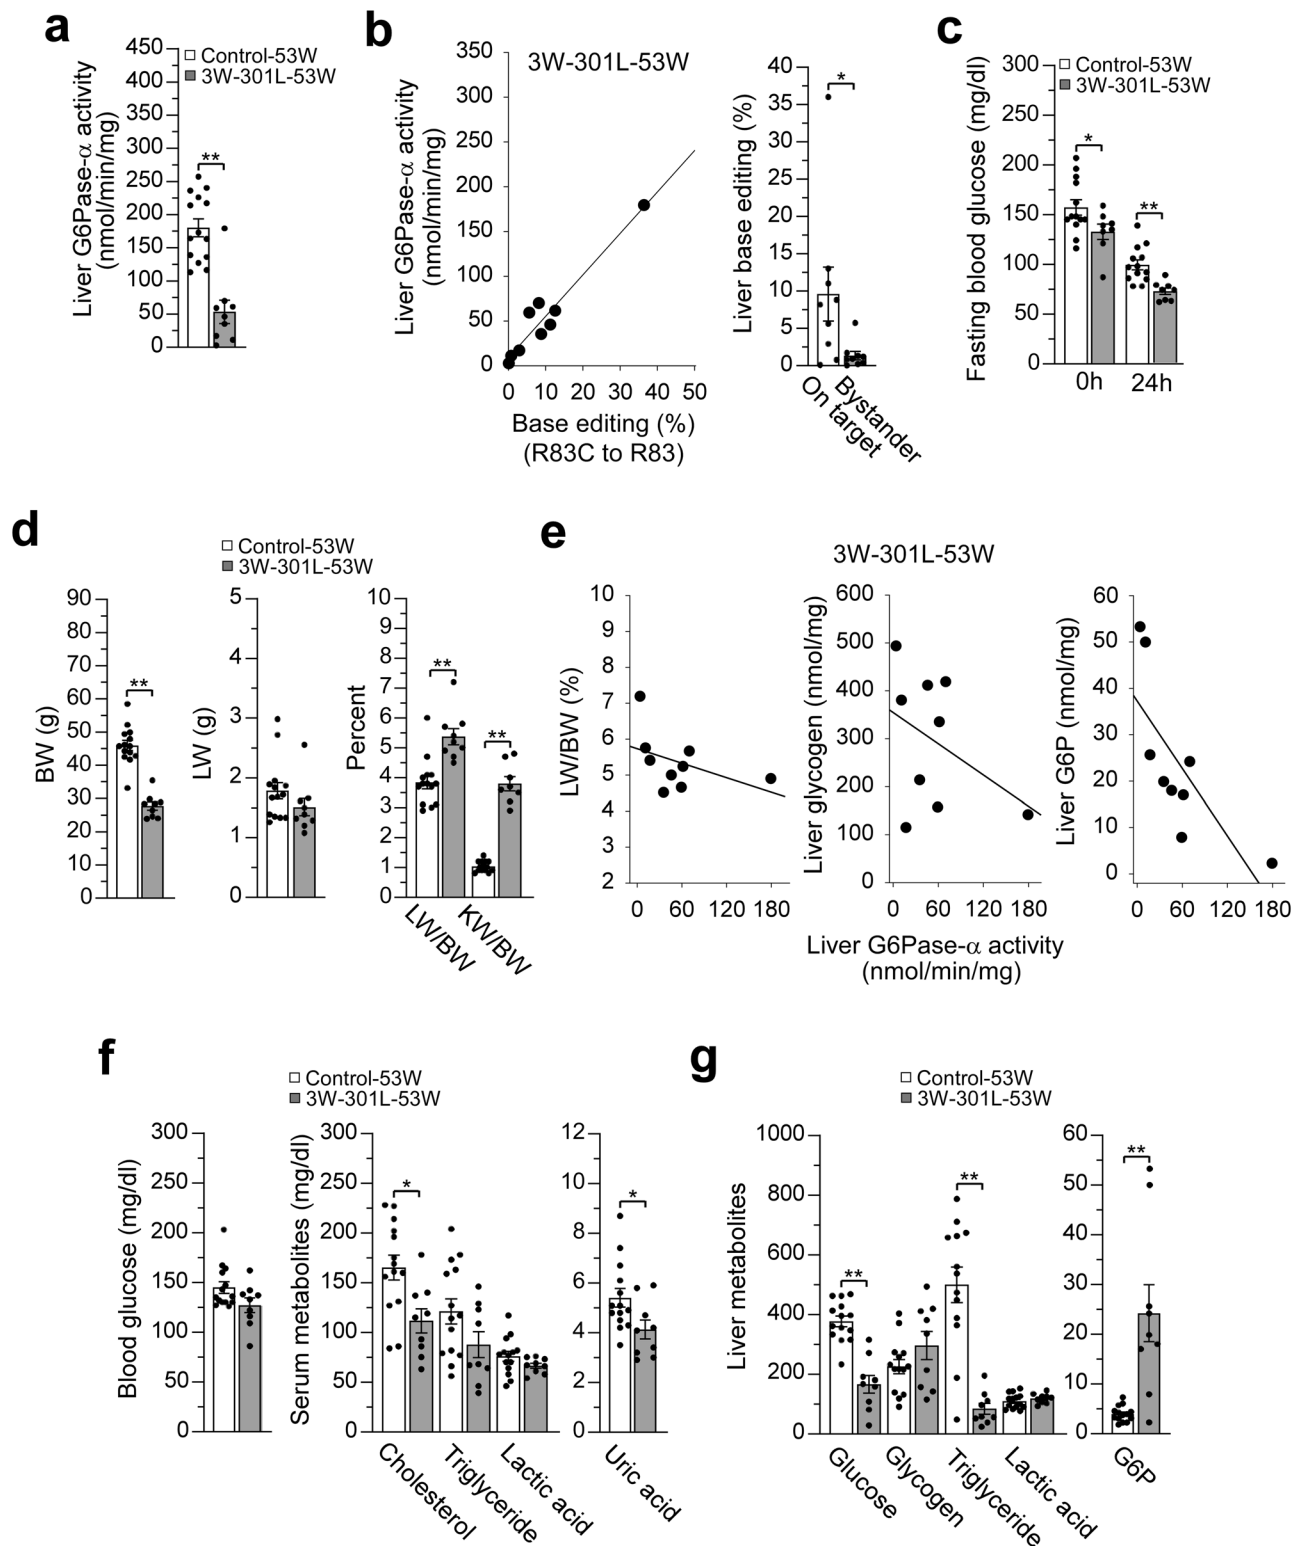 a
Liver G6Pase-α activity
(nmol/min/mg)
450
400
350
300
250
200
150
100
50
0
Control-53W
3W-301L-53W
**
b
Liver G6Pase-α activity
(nmol/min/mg)
350
300
250
200
150
100
50
0
3W-301L-53W
0 10 20 30 40 50
Base editing (%)
(R83C to R83)
Liver base editing (%)
40
35
30
25
20
15
10
5
0
*
On target
Bystander
c
Fasting blood glucose (mg/dl)
300
250
200
150
100
50
0
Control-53W
3W-301L-53W
*
**
0h 24h
d
Control-53W
3W-301L-53W
BW (g)
90
80
70
60
50
40
30
20
10
0
**
LW (g)
5
4
3
2
1
0
Percent
10
9
8
7
6
5
4
3
2
1
0
**
**
LW/BW
KW/BW
e
3W-301L-53W
LW/BW (%)
10
9
8
7
6
5
4
3
2
0 60 120 180
Liver glycogen (nmol/mg)
600
500
400
300
200
100
0
0 60 120 180
Liver G6P (nmol/mg)
60
50
40
30
20
10
0
0 60 120 180
Liver G6Pase-α activity
(nmol/min/mg)
f
Control-53W
3W-301L-53W
Blood glucose (mg/dl)
300
250
200
150
100
50
0
Serum metabolites (mg/dl)
300
250
200
150
100
50
0
*
Cholesterol
Triglyceride
Lactic acid
12
10
8
6
4
2
0
*
Uric acid
g
Control-53W
3W-301L-53W
Liver metabolites
1000
800
600
400
200
0
**
**
Glucose
Glycogen
Triglyceride
Lactic acid
60
50
40
30
20
10
0
**
G6P